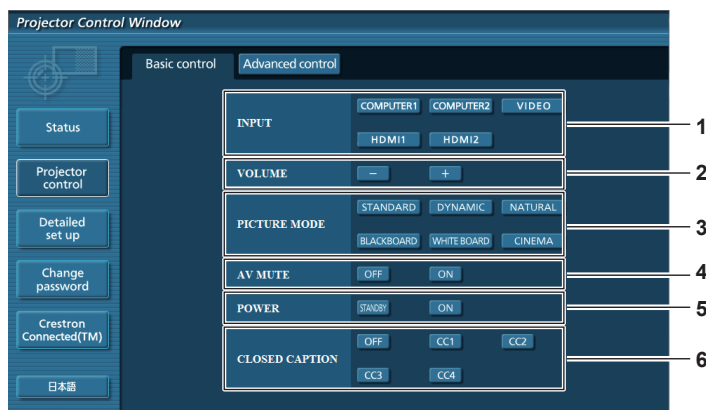 Projector Control Window
Basic control Advanced control
Status
Projector control
Detailed set up
Change password
Crestron Connected(TM)
日本語
INPUT COMPUTER1 COMPUTER2 VIDEO
HDMI1 HDMI2
1
VOLUME - +
2
PICTURE MODE STANDARD DYNAMIC NATURAL
BLACKBOARD WHITE BOARD CINEMA
3
AV MUTE OFF ON
4
POWER STANDBY ON
5
CLOSED CAPTION OFF CC1 CC2
CC3 CC4
6